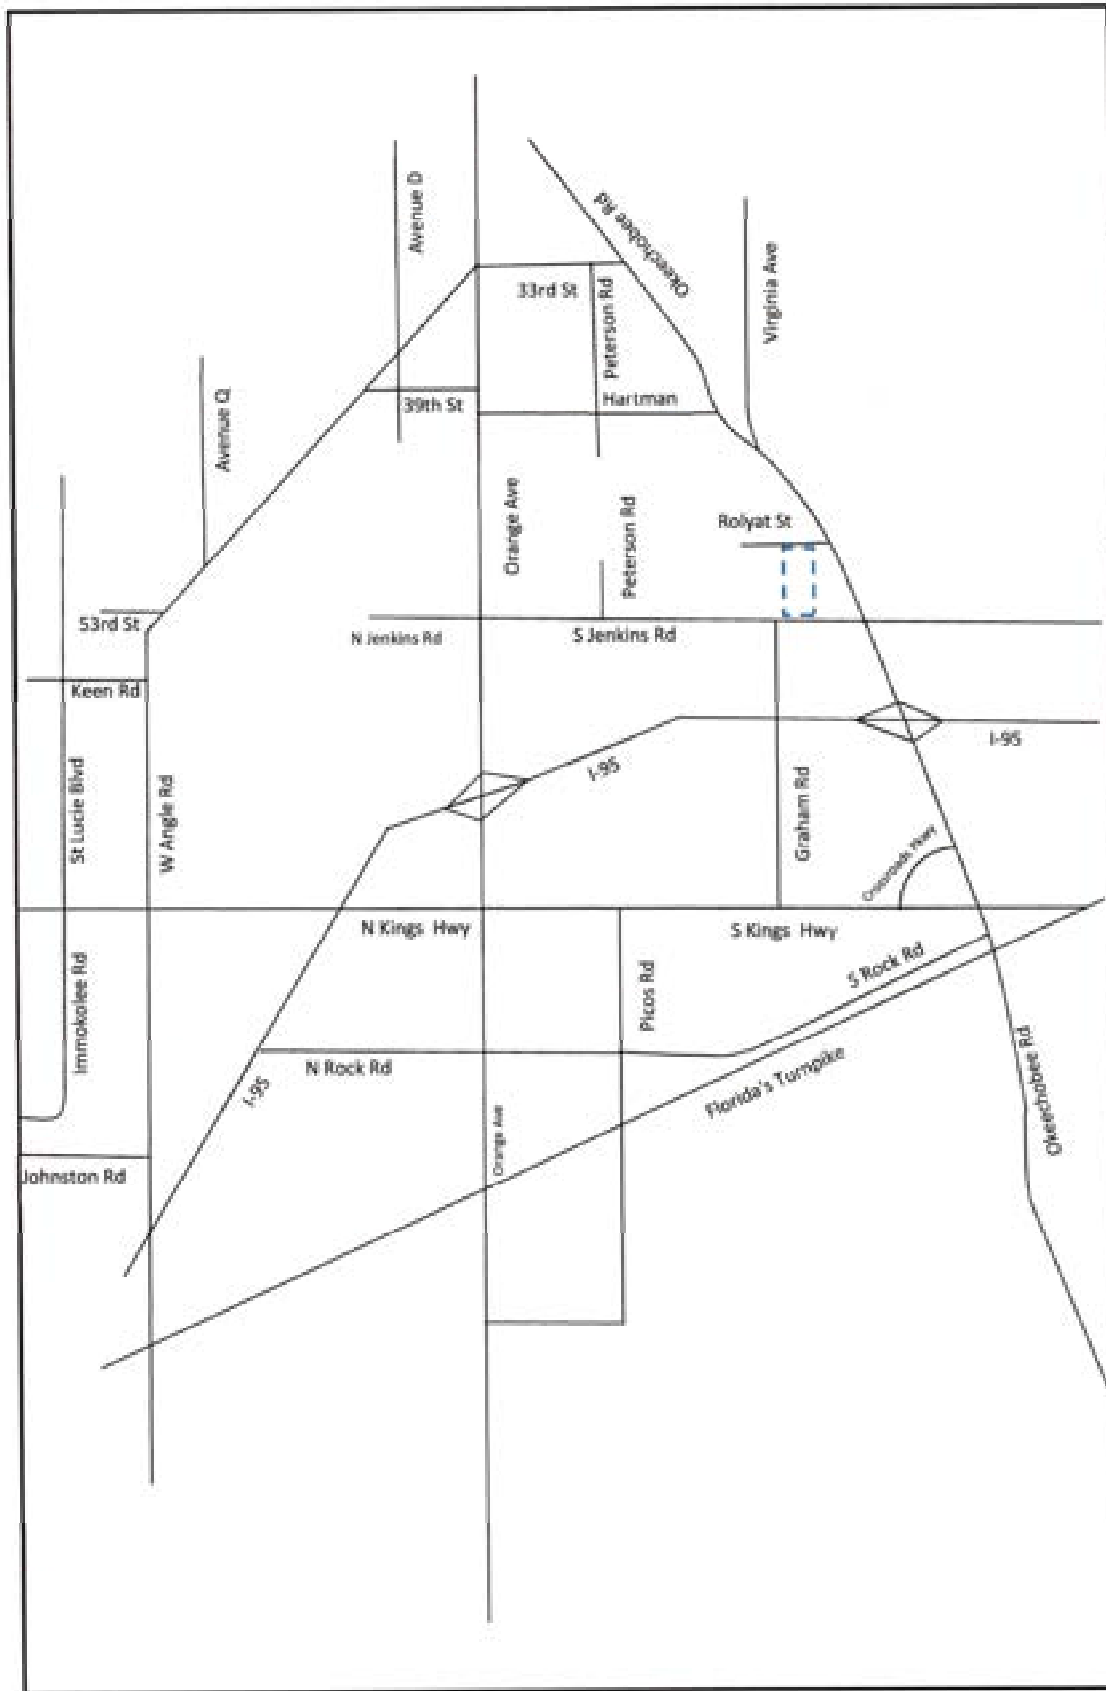 Avenue D
Okeechobee Rd
Virginia Ave
33rd St
Peterson Rd
Avenue Q
39th St
Hartman
Orange Ave
Peterson Rd
Rolyat St
53rd St
N Jenkins Rd
S Jenkins Rd
Keen Rd
I-95
I-95
St Lucie Blvd
W Angle Rd
Graham Rd
Crossroads Pkwy
N Kings Hwy
S Kings Hwy
Immokolee Rd
Picos Rd
S Rock Rd
N Rock Rd
I-95
Florida's Turnpike
Okeechobee Rd
Orange Ave
Johnston Rd